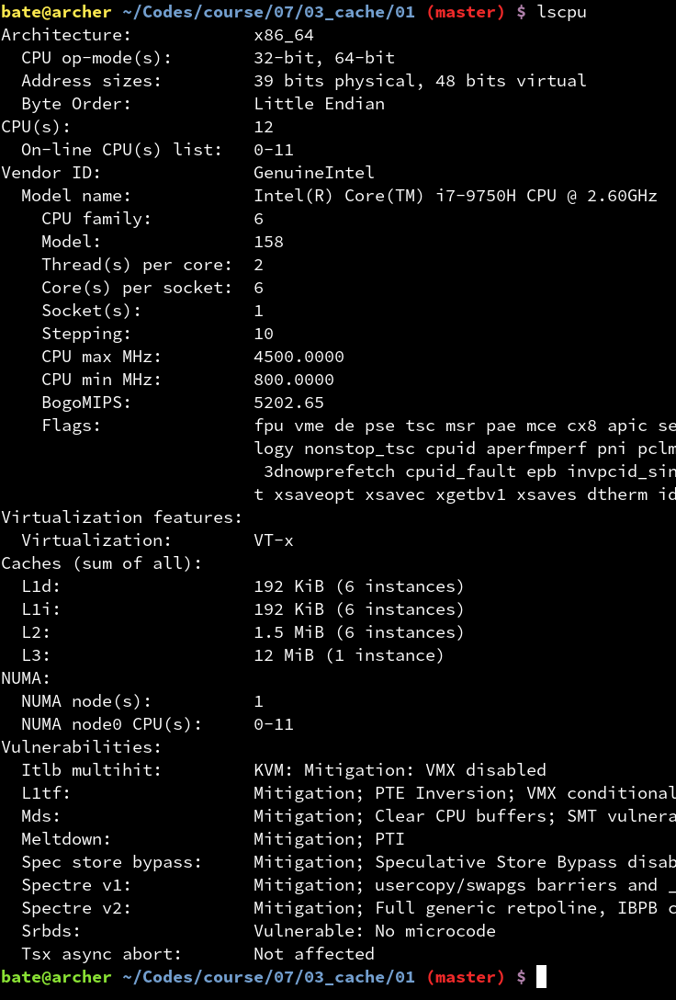 bate@archer ~/Codes/course/07/03_cache/01 (master) $ lscpu
Architecture: x86_64
CPU op-mode(s): 32-bit, 64-bit
Address sizes: 39 bits physical, 48 bits virtual
Byte Order: Little Endian
CPU(s): 12
On-line CPU(s) list: 0-11
Vendor ID: GenuineIntel
Model name: Intel(R) Core(TM) i7-9750H CPU @ 2.60GHz
CPU family: 6
Model: 158
Thread(s) per core: 2
Core(s) per socket: 6
Socket(s): 1
Stepping: 10
CPU max MHz: 4500.0000
CPU min MHz: 800.0000
BogoMIPS: 5202.65
Flags: fpu vme de pse tsc msr pae mce cx8 apic se
logy nonstop_tsc cpuid aperfmperf pni pclm
3dnowprefetch cpuid_fault epb invpcid_sin
t xsaveopt xsavec xgetbv1 xsaves dtherm id
Virtualization features:
Virtualization: VT-x
Caches (sum of all):
L1d: 192 KiB (6 instances)
L1i: 192 KiB (6 instances)
L2: 1.5 MiB (6 instances)
L3: 12 MiB (1 instance)
NUMA:
NUMA node(s): 1
NUMA node0 CPU(s): 0-11
Vulnerabilities:
Itlb multihit: KVM: Mitigation: VMX disabled
L1tf: Mitigation; PTE Inversion; VMX conditional
Mds: Mitigation; Clear CPU buffers; SMT vulnera
Meltdown: Mitigation; PTI
Spec store bypass: Mitigation; Speculative Store Bypass disab
Spectre v1: Mitigation; usercopy/swapgs barriers and _
Spectre v2: Mitigation; Full generic retpoline, IBPB c
Srbds: Vulnerable: No microcode
Tsx async abort: Not affected
bate@archer ~/Codes/course/07/03_cache/01 (master) $